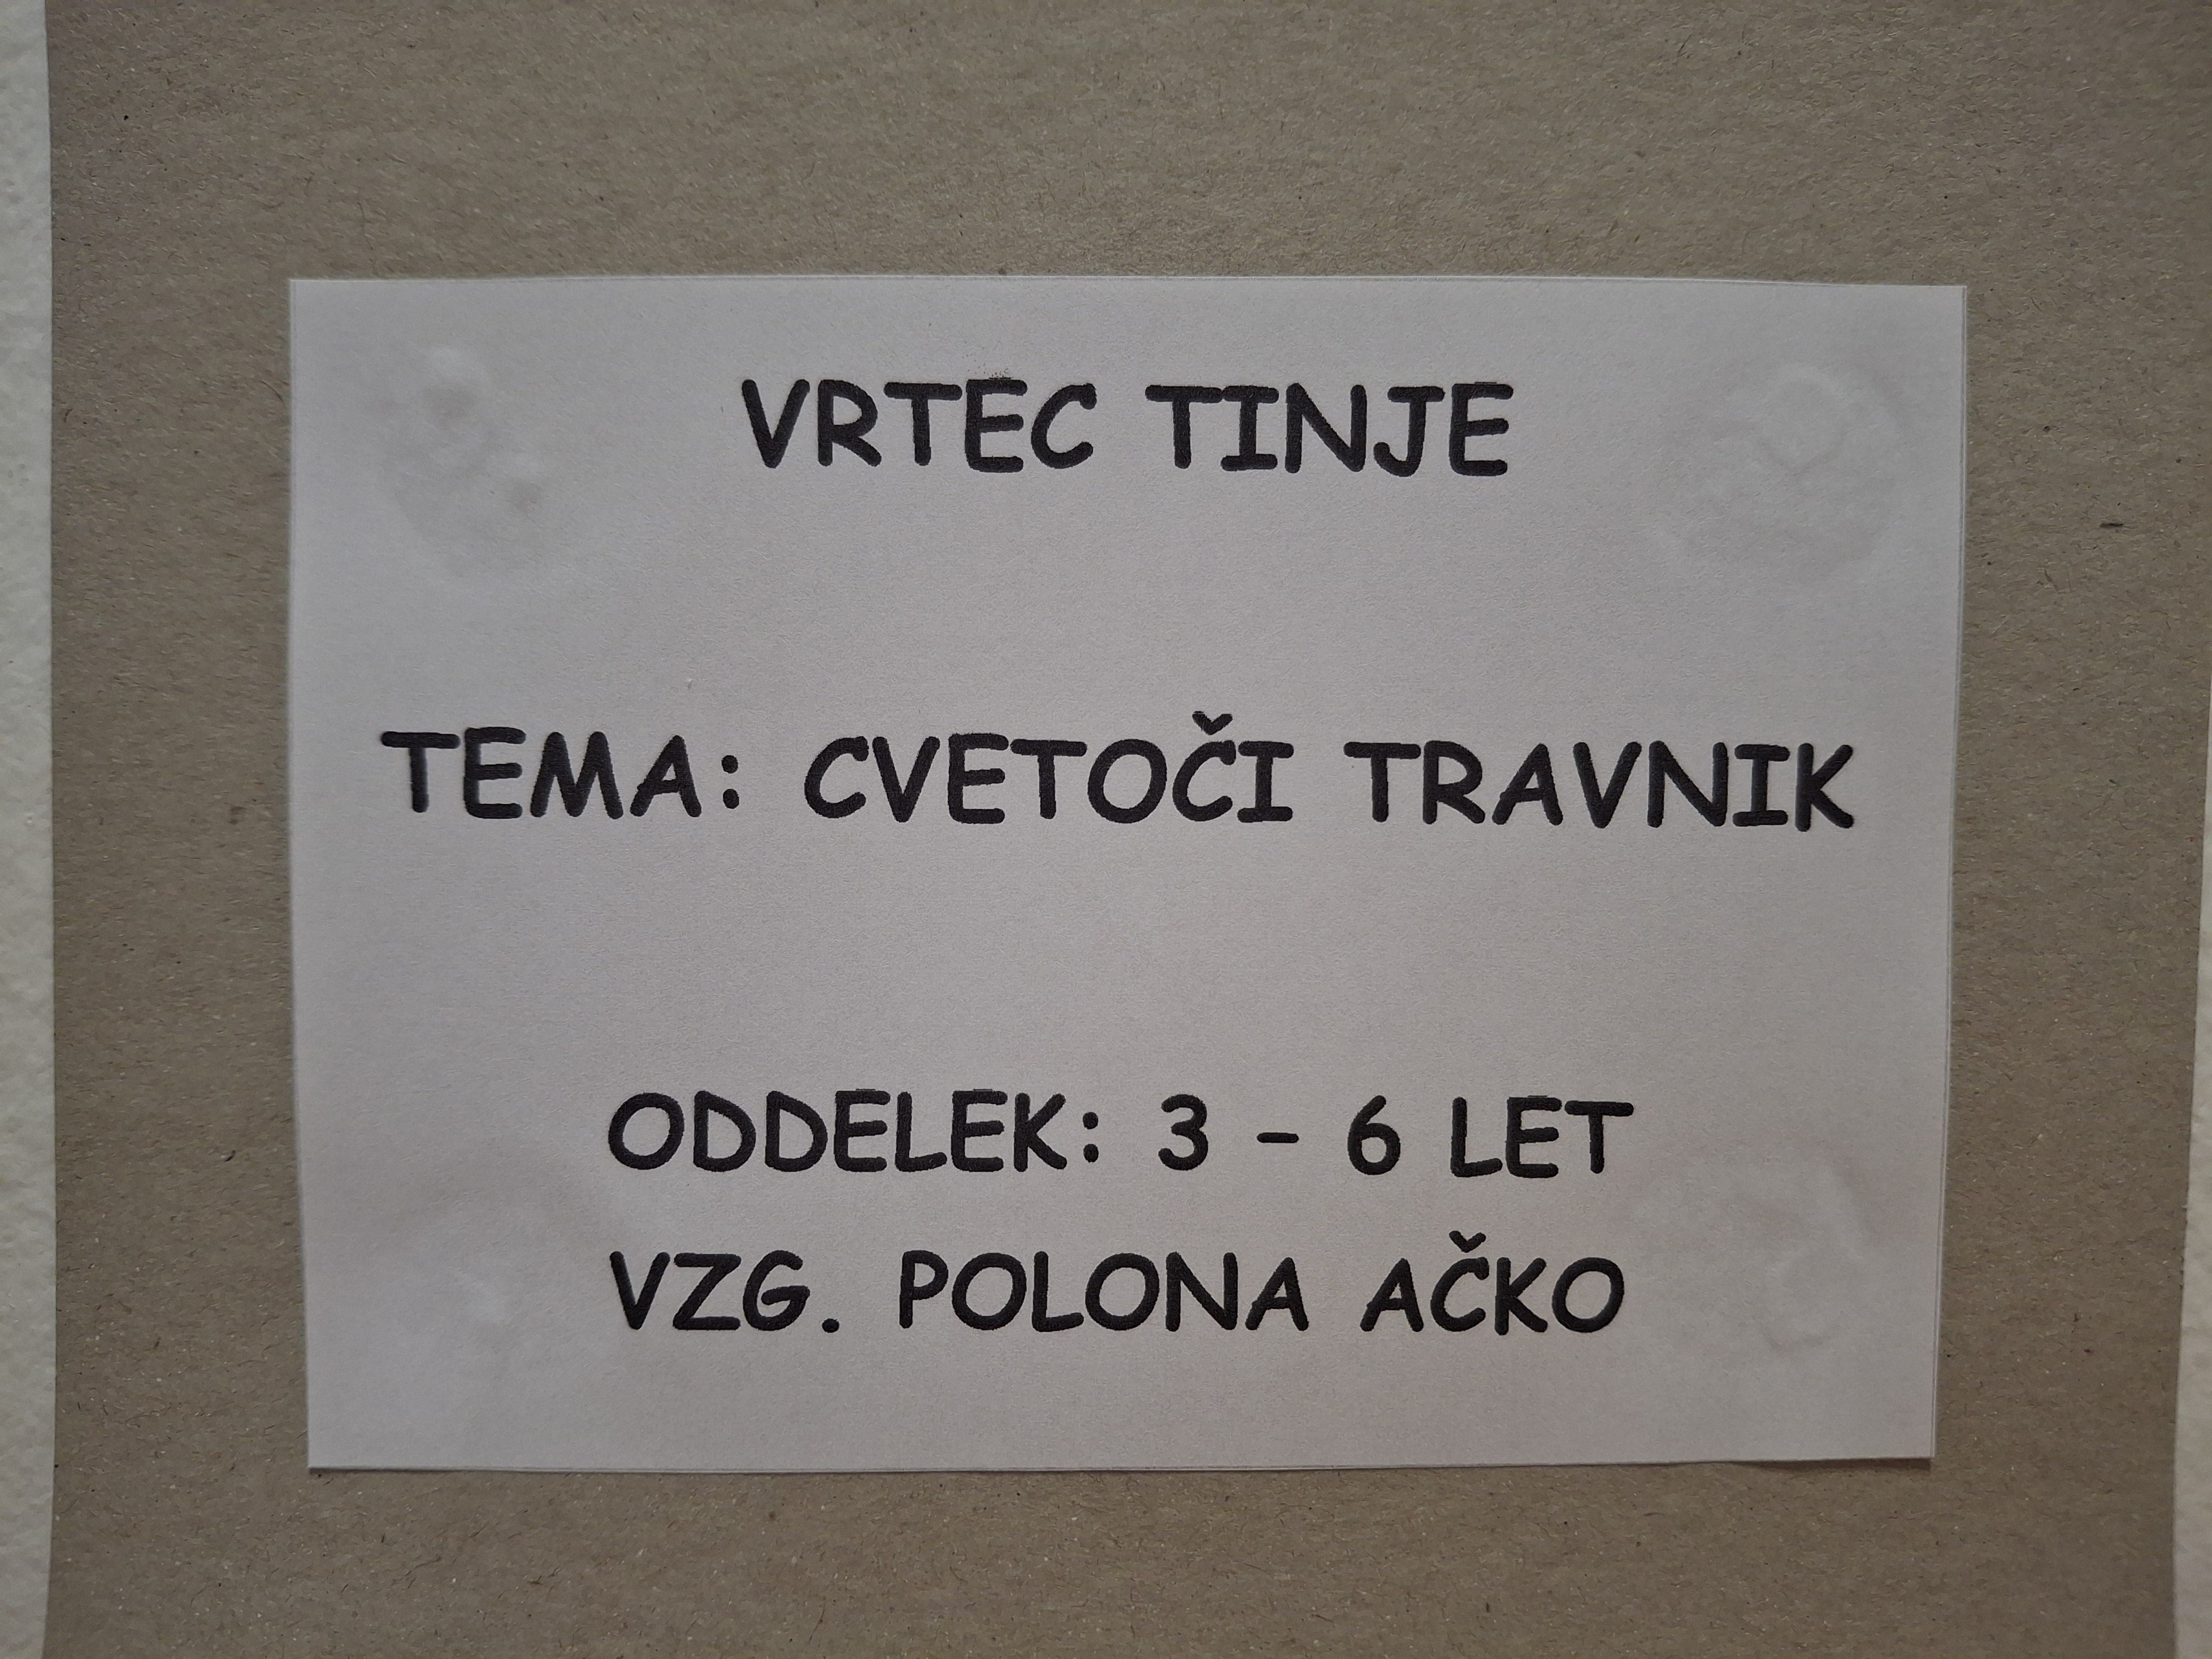 VRTEC TINJE
TEMA: CVETOČI TRAVNIK
ODDELEK: 3 - 6 LET
VZG. POLONA AČKO